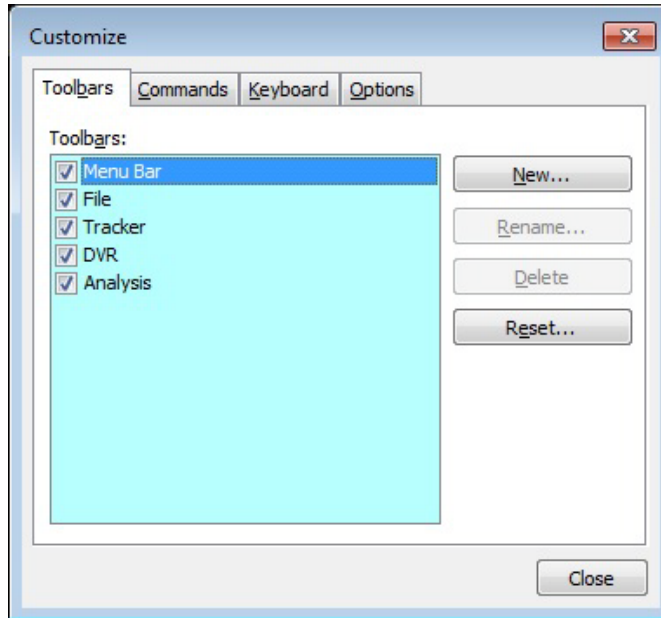 Customize
Toolbars Commands Keyboard Options
Toolbars:
Menu Bar
File
Tracker
DVR
Analysis
New...
Rename...
Delete
Reset...
Close